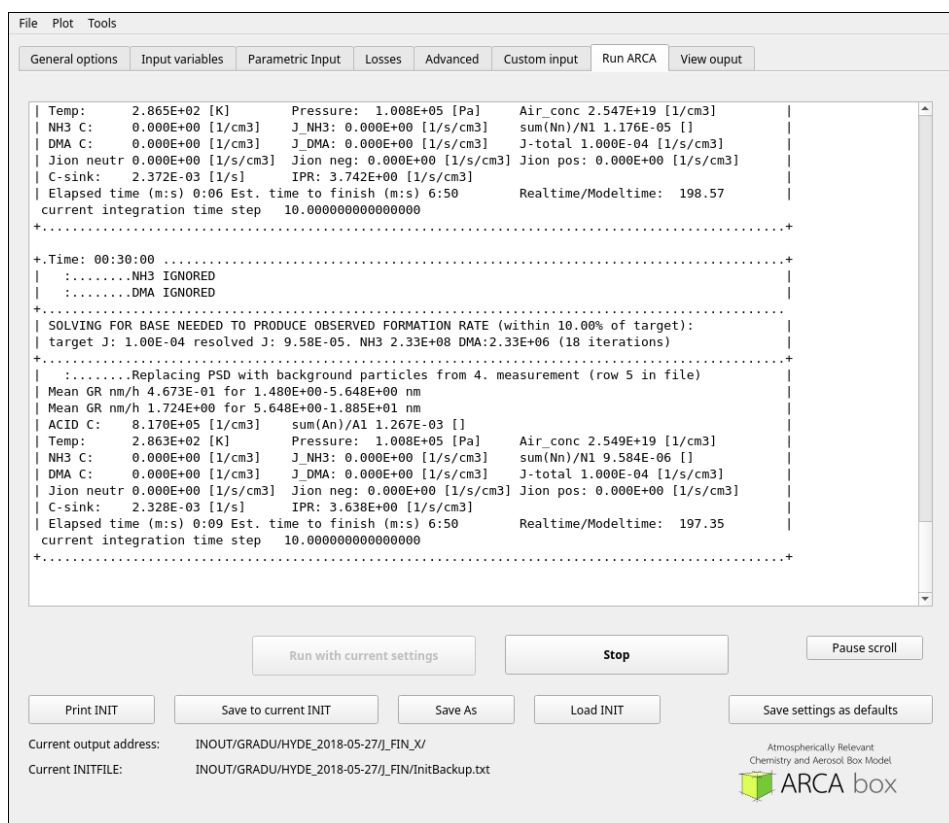 File Plot Tools
General options Input variables Parametric Input Losses Advanced Custom input Run ARCA View ouput
| Temp: 2.865E+02 [K] Pressure: 1.008E+05 [Pa] Air_conc 2.547E+19 [1/cm3] |
| NH3 C: 0.000E+00 [1/cm3] J_NH3: 0.000E+00 [1/s/cm3] sum(Nn)/N1 1.176E-05 [] |
| DMA C: 0.000E+00 [1/cm3] J_DMA: 0.000E+00 [1/s/cm3] J-total 1.000E-04 [1/s/cm3] |
| Jion neutr 0.000E+00 [1/s/cm3] Jion neg: 0.000E+00 [1/s/cm3] Jion pos: 0.000E+00 [1/s/cm3] |
| C-sink: 2.372E-03 [1/s] IPR: 3.742E+00 [1/s/cm3] |
| Elapsed time (m:s) 0:06 Est. time to finish (m:s) 6:50 Realtime/Modeltime: 198.57 |
current integration time step 10.000000000000000
+...................................................................................................+
+.Time: 00:30:00 ..................................................................................+
| :........NH3 IGNORED |
| :........DMA IGNORED |
+...................................................................................................
| SOLVING FOR BASE NEEDED TO PRODUCE OBSERVED FORMATION RATE (within 10.00% of target): |
| target J: 1.00E-04 resolved J: 9.58E-05. NH3 2.33E+08 DMA:2.33E+06 (18 iterations) |
+...................................................................................................+
| :........Replacing PSD with background particles from 4. measurement (row 5 in file) |
| Mean GR nm/h 4.673E-01 for 1.480E+00-5.648E+00 nm |
| Mean GR nm/h 1.724E+00 for 5.648E+00-1.885E+01 nm |
| ACID C: 8.170E+05 [1/cm3] sum(An)/A1 1.267E-03 [] |
| Temp: 2.863E+02 [K] Pressure: 1.008E+05 [Pa] Air_conc 2.549E+19 [1/cm3] |
| NH3 C: 0.000E+00 [1/cm3] J_NH3: 0.000E+00 [1/s/cm3] sum(Nn)/N1 9.584E-06 [] |
| DMA C: 0.000E+00 [1/cm3] J_DMA: 0.000E+00 [1/s/cm3] J-total 1.000E-04 [1/s/cm3] |
| Jion neutr 0.000E+00 [1/s/cm3] Jion neg: 0.000E+00 [1/s/cm3] Jion pos: 0.000E+00 [1/s/cm3] |
| C-sink: 2.328E-03 [1/s] IPR: 3.638E+00 [1/s/cm3] |
| Elapsed time (m:s) 0:09 Est. time to finish (m:s) 6:50 Realtime/Modeltime: 197.35 |
current integration time step 10.000000000000000
+...................................................................................................+
Run with current settings Stop Pause scroll
Print INIT Save to current INIT Save As Load INIT Save settings as defaults
Current output address: INOUT/GRADU/HYDE_2018-05-27/J_FIN_X/
Current INITFILE: INOUT/GRADU/HYDE_2018-05-27/J_FIN/InitBackup.txt
Atmospherically Relevant
Chemistry and Aerosol Box Model
ARCA box